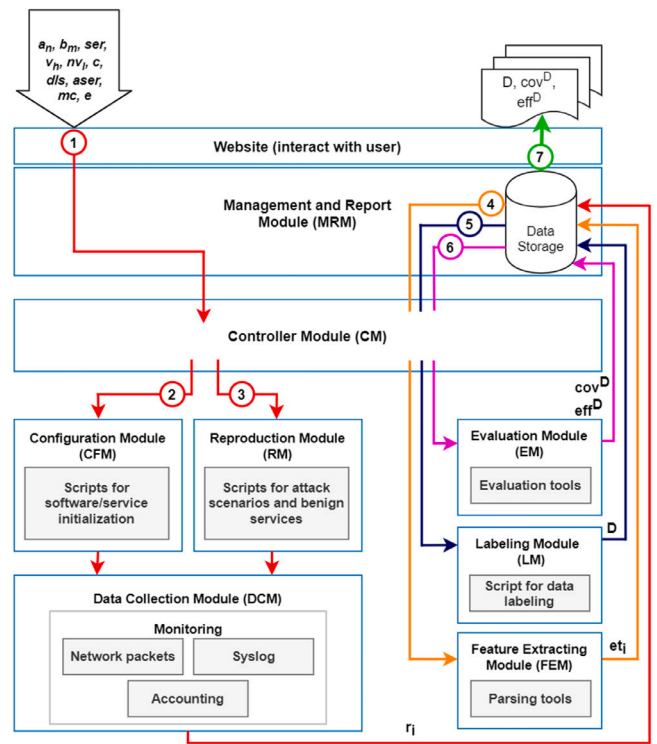 aₙ, bₘ, ser,
vₕ, nvₗ, c,
dls, aser,
mc, e
D, covᴰ,
effᴰ
1
Website (interact with user)
7
Management and Report
Module (MRM)
4
5
6
Data
Storage
Controller Module (CM)
2
3
covᴰ
effᴰ
Configuration Module
(CFM)
Scripts for
software/service
initialization
Reproduction Module
(RM)
Scripts for attack
scenarios and benign
services
Evaluation Module
(EM)
Evaluation tools
D
Labeling Module
(LM)
Script for data
labeling
Data Collection Module (DCM)
Monitoring
Network packets
Syslog
Accounting
Feature Extracting
Module (FEM)
etᵢ
Parsing tools
rᵢ